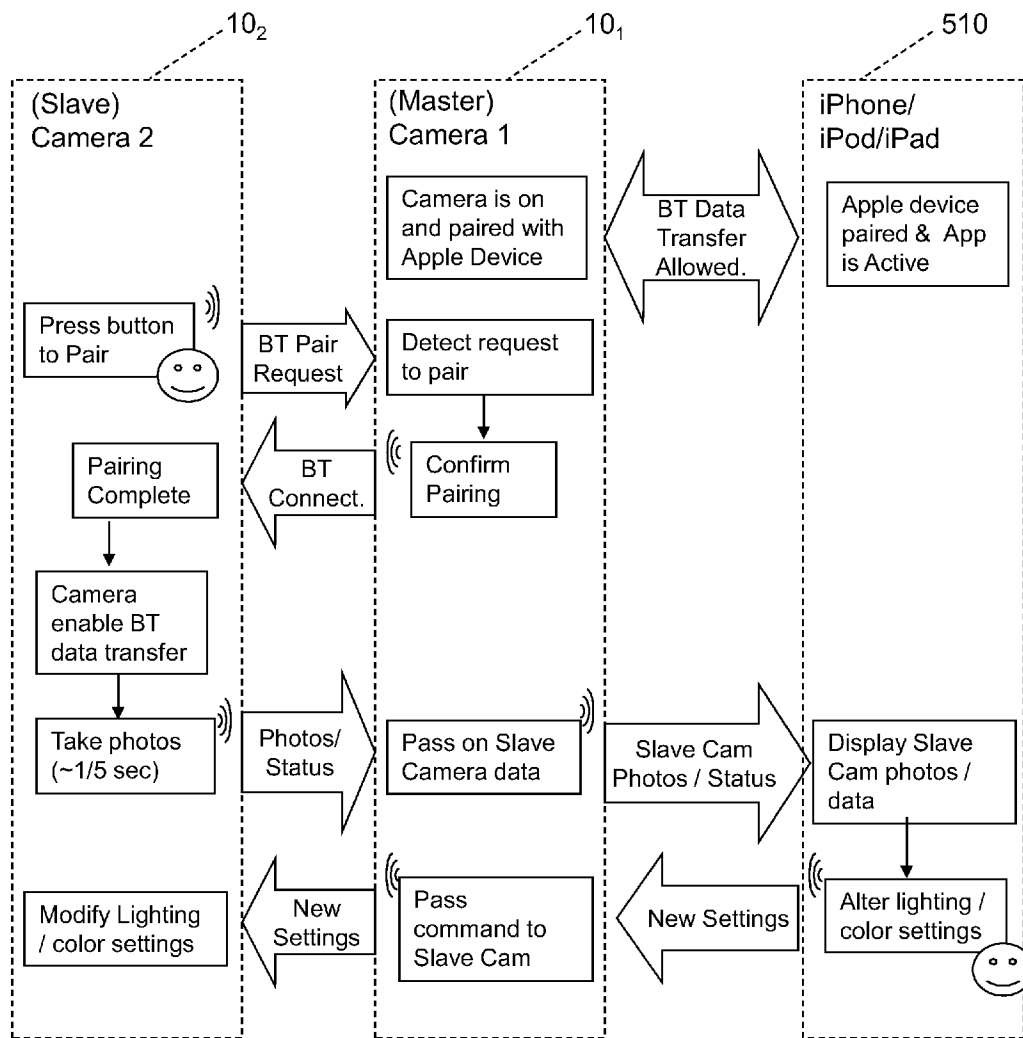 10₂
10₁
510
(Slave)
Camera 2
(Master)
Camera 1
iPhone/
iPod/iPad
Camera is on
and paired with
Apple Device
BT Data
Transfer
Allowed.
Apple device
paired & App
is Active
Press button
to Pair
BT Pair
Request
Detect request
to pair
Pairing
Complete
BT
Connect.
Confirm
Pairing
Camera
enable BT
data transfer
Take photos
(~1/5 sec)
Photos/
Status
Pass on Slave
Camera data
Slave Cam
Photos / Status
Display Slave
Cam photos /
data
Modify Lighting
/ color settings
New
Settings
Pass
command to
Slave Cam
New Settings
Alter lighting /
color settings